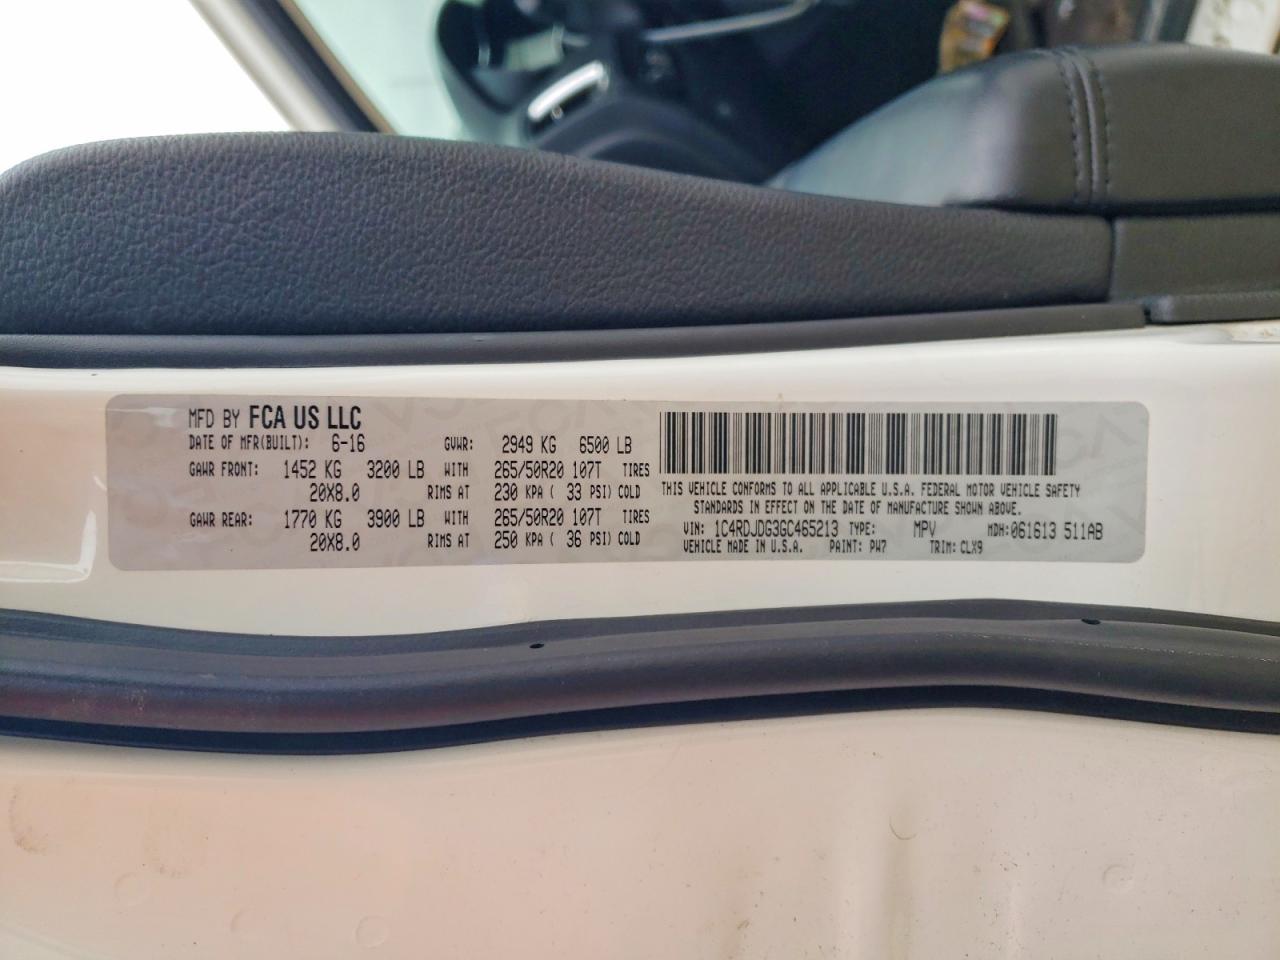 MFD BY FCA US LLC
DATE OF MFR(BUILT): 6-16 GVWR: 2949 KG 6500 LB
GAWR FRONT: 1452 KG 3200 LB WITH 265/50R20 107T TIRES
20X8.0 RIMS AT 230 KPA ( 33 PSI) COLD
GAWR REAR: 1770 KG 3900 LB WITH 265/50R20 107T TIRES
20X8.0 RIMS AT 250 KPA ( 36 PSI) COLD
THIS VEHICLE CONFORMS TO ALL APPLICABLE U.S.A. FEDERAL MOTOR VEHICLE SAFETY
STANDARDS IN EFFECT ON THE DATE OF MANUFACTURE SHOWN ABOVE.
VIN: 1C4RDJDG3GC465213 TYPE: MPV MDH: 061613 511AB
VEHICLE MADE IN U.S.A. PAINT: PW7 TRIM: CLX9